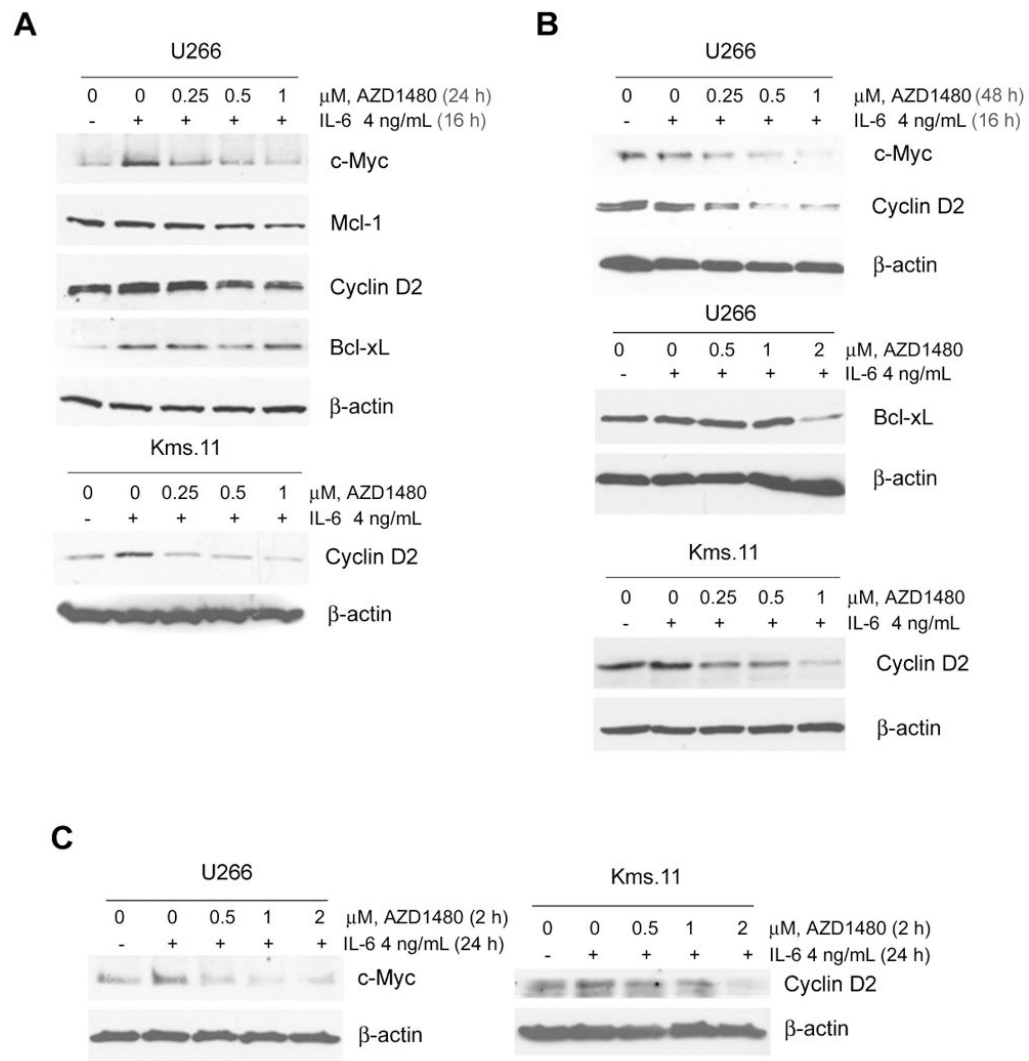 A
U266
0 0 0.25 0.5 1 μM, AZD1480 (24 h)
- + + + + IL-6 4 ng/mL (16 h)
c-Myc
Mcl-1
Cyclin D2
Bcl-xL
β-actin
Kms.11
0 0 0.25 0.5 1 μM, AZD1480
- + + + + IL-6 4 ng/mL
Cyclin D2
β-actin
B
U266
0 0 0.25 0.5 1 μM, AZD1480 (48 h)
- + + + + IL-6 4 ng/mL (16 h)
c-Myc
Cyclin D2
β-actin
U266
0 0 0.5 1 2 μM, AZD1480
- + + + + IL-6 4 ng/mL
Bcl-xL
β-actin
Kms.11
0 0 0.25 0.5 1 μM, AZD1480
- + + + + IL-6 4 ng/mL
Cyclin D2
β-actin
C
U266
0 0 0.5 1 2 μM, AZD1480 (2 h)
- + + + + IL-6 4 ng/mL (24 h)
c-Myc
β-actin
Kms.11
0 0 0.5 1 2 μM, AZD1480 (2 h)
- + + + + IL-6 4 ng/mL (24 h)
Cyclin D2
β-actin